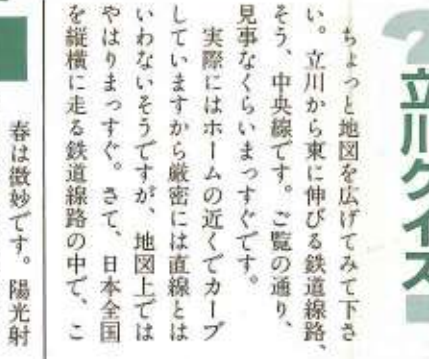 立川クイズ
ちょっと地図を広げてみて下さ
い。立川から東に伸びる鉄道線路、
そう、中央線です。ご覧の通り、
見事なくらいまっすぐです。
実際にはホームの近くでカーブ
していますから厳密には直線とは
いわないそうですが、地図上では
やはりまっすぐ。さて、日本全国
を縦横に走る鉄道線路の中で、こ
春は微妙です。陽光射